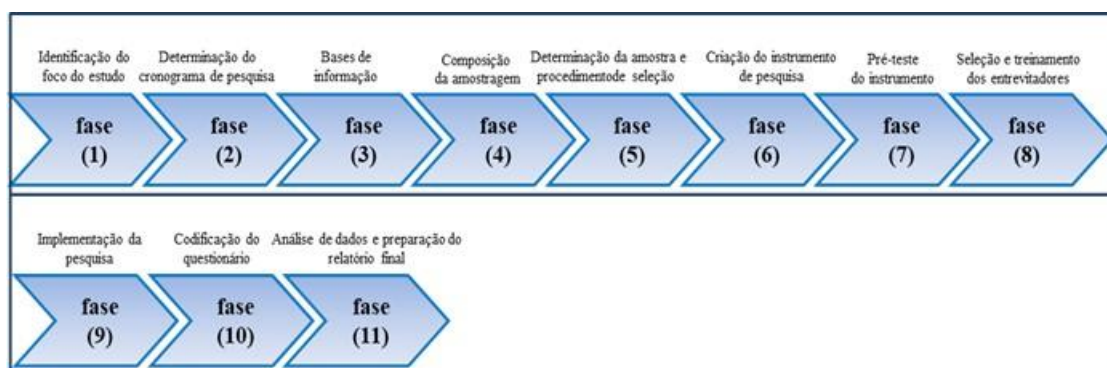 Identificação do
foco do estudo
Determinação do
cronograma de pesquisa
Bases de
informação
Composição
da amostragem
Determinação da amostra e
procedimentode seleção
Criação do instrumento
de pesquisa
Pré-teste
do instrumento
Seleção e treinamento
dos entrevitadores
fase
(1)
fase
(2)
fase
(3)
fase
(4)
fase
(5)
fase
(6)
fase
(7)
fase
(8)
Implementação da
pesquisa
Codificação do
questionário
Análise de dados e preparação do
relatório final
fase
(9)
fase
(10)
fase
(11)